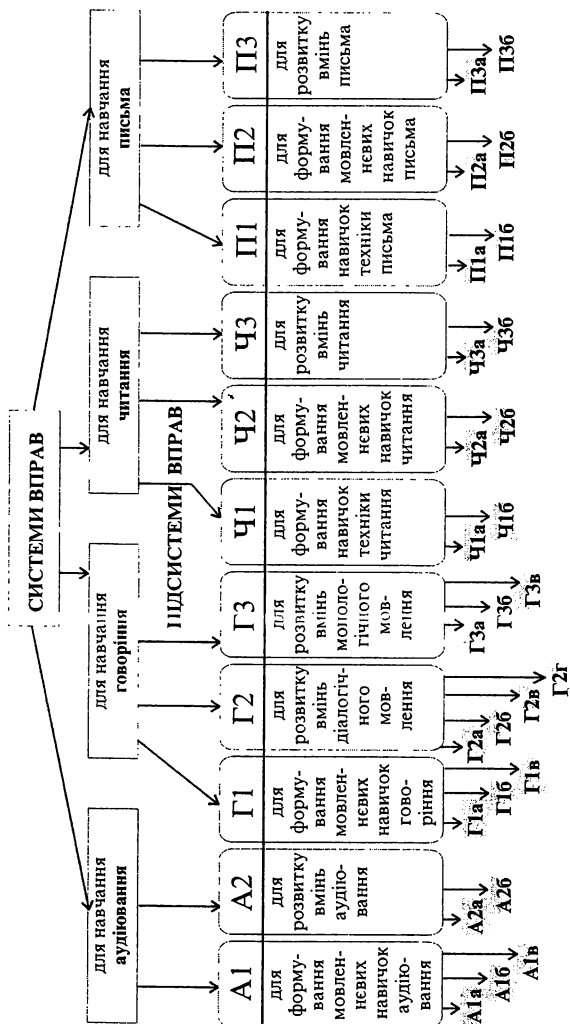 СИСТЕМИ ВПРАВ
для навчання
аудіювання
для навчання
говоріння
для навчання
читання
для навчання
письма
ПІДСИСТЕМИ ВПРАВ
А1
для
форму-
вання
мовлен-
нєвих
навичок
аудію-
вання
А2
для
розвитку
вмінь
аудію-
вання
Г1
для
форму-
вання
мовлен-
нєвих
навичок
гово-
ріння
Г2
для
розвитку
вмінь
діалогіч-
ного
мов-
лення
Г3
для
розвитку
вмінь
моноло-
гічного
мов-
лення
Ч1
для
форму-
вання
навичок
техніки
читання
Ч2
для
форму-
вання
мовлен-
нєвих
навичок
читання
Ч3
для
розвитку
вмінь
читання
П1
для
форму-
вання
навичок
техніки
письма
П2
для
форму-
вання
мовлен-
нєвих
навичок
письма
П3
для
розвитку
вмінь
письма
А1а
А1б
А1в
А2а
А2б
Г1а
Г1б
Г1в
Г2а
Г2б
Г2в
Г2г
Г3а
Г3б
Г3в
Ч1а
Ч1б
Ч2а
Ч2б
Ч3а
Ч3б
П1а
П1б
П2а
П2б
П3а
П3б